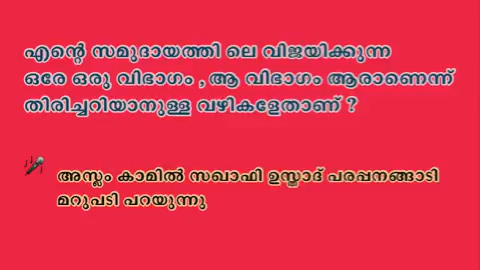 എന്റെ സമുദായത്തി ലെ വിജയിക്കുന്ന
ഒരേ ഒരു വിഭാഗം , ആ വിഭാഗം ആരാണെന്ന്
തിരിച്ചറിയാനുള്ള വഴികളേതാണ് ?
അസ്ലം കാമിൽ സഖാഫി ഉസ്താദ് പരപ്പനങ്ങാടി
മറുപടി പറയുന്നു